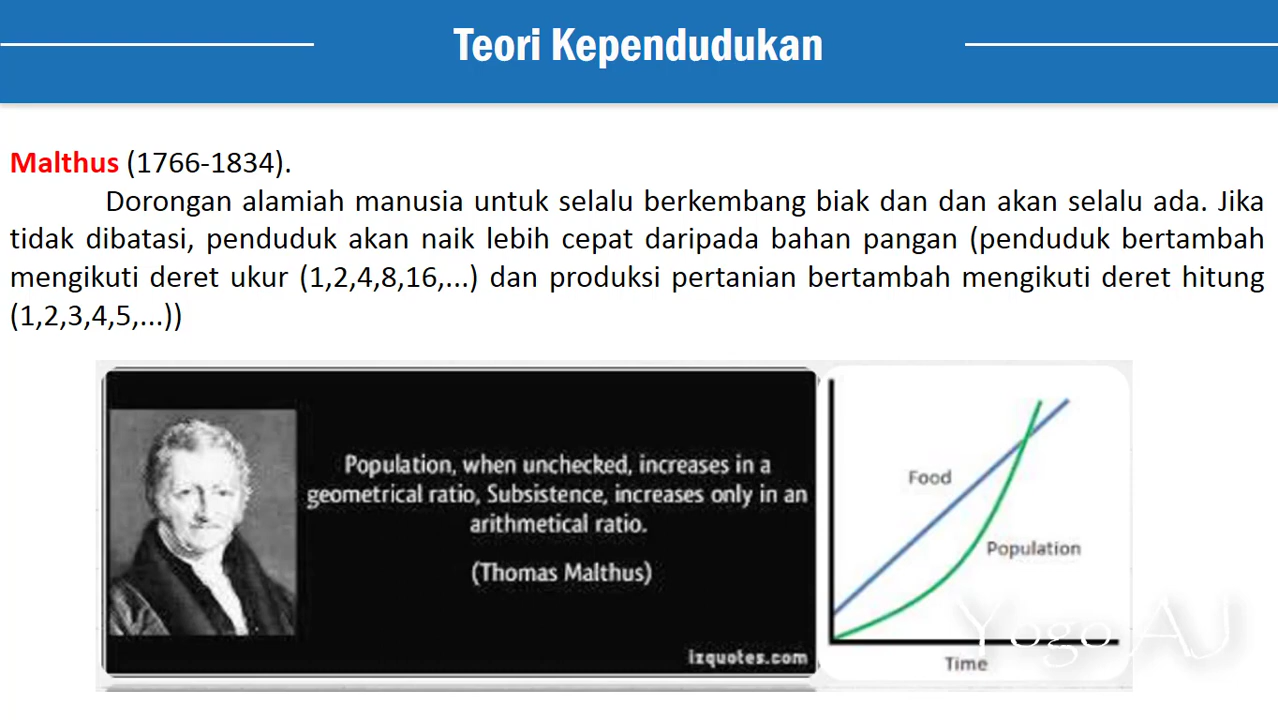 Teori Kependudukan
Malthus (1766-1834).
Dorongan alamiah manusia untuk selalu berkembang biak dan dan akan selalu ada. Jika
tidak dibatasi, penduduk akan naik lebih cepat daripada bahan pangan (penduduk bertambah
mengikuti deret ukur (1,2,4,8,16,...) dan produksi pertanian bertambah mengikuti deret hitung
(1,2,3,4,5,...))
Population, when unchecked, increases in a
geometrical ratio, Subsistence, increases only in an
arithmetical ratio.
(Thomas Malthus)
izquotes.com
Food
Population
Time
Yogo AJ